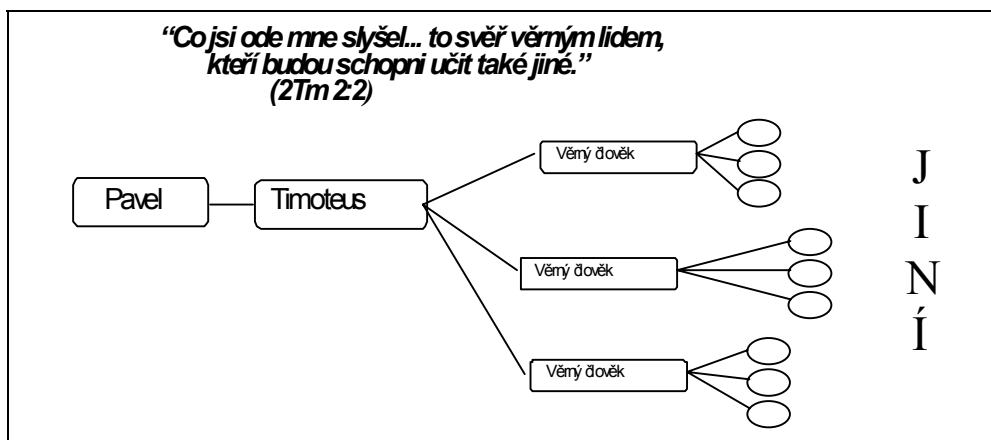 “Co jsi ode mne slyšel... to svěř věrným lidem,
kteří budou schopni učit také jiné.”
(2Tm 2:2)
Pavel
Timoteus
Věrný člověk
Věrný člověk
Věrný člověk
J
I
N
Í